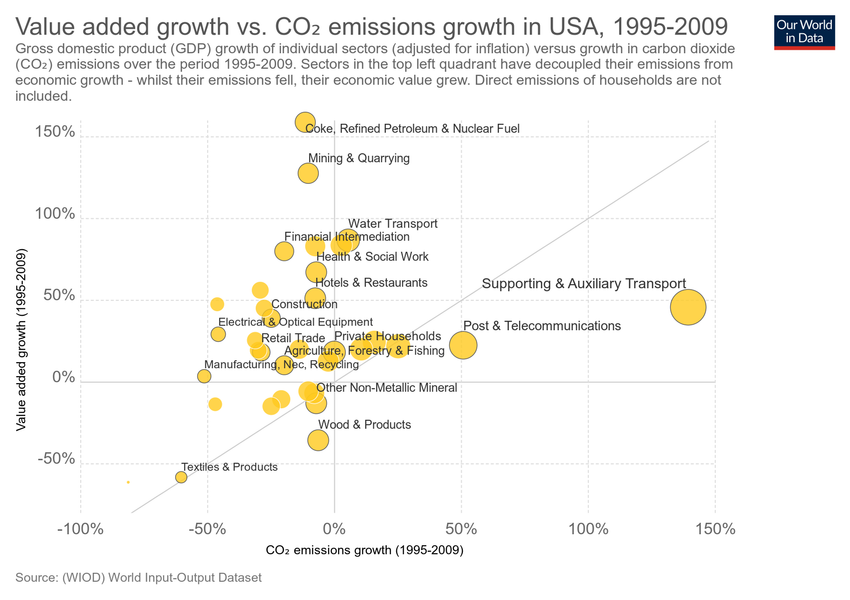 Value added growth vs. CO₂ emissions growth in USA, 1995-2009
Our World
in Data
Gross domestic product (GDP) growth of individual sectors (adjusted for inflation) versus growth in carbon dioxide
(CO₂) emissions over the period 1995-2009. Sectors in the top left quadrant have decoupled their emissions from
economic growth - whilst their emissions fell, their economic value grew. Direct emissions of households are not
included.
150%
Coke, Refined Petroleum & Nuclear Fuel
Mining & Quarrying
100%
Water Transport
Financial Intermediation
Health & Social Work
Hotels & Restaurants
Supporting & Auxiliary Transport
50%
Construction
Electrical & Optical Equipment
Post & Telecommunications
Retail Trade
Private Households
Agriculture, Forestry & Fishing
Manufacturing, Nec, Recycling
0%
Other Non-Metallic Mineral
Wood & Products
-50%
Textiles & Products
Value added growth (1995-2009)
-100%
-50%
0%
50%
100%
150%
CO₂ emissions growth (1995-2009)
Source: (WIOD) World Input-Output Dataset